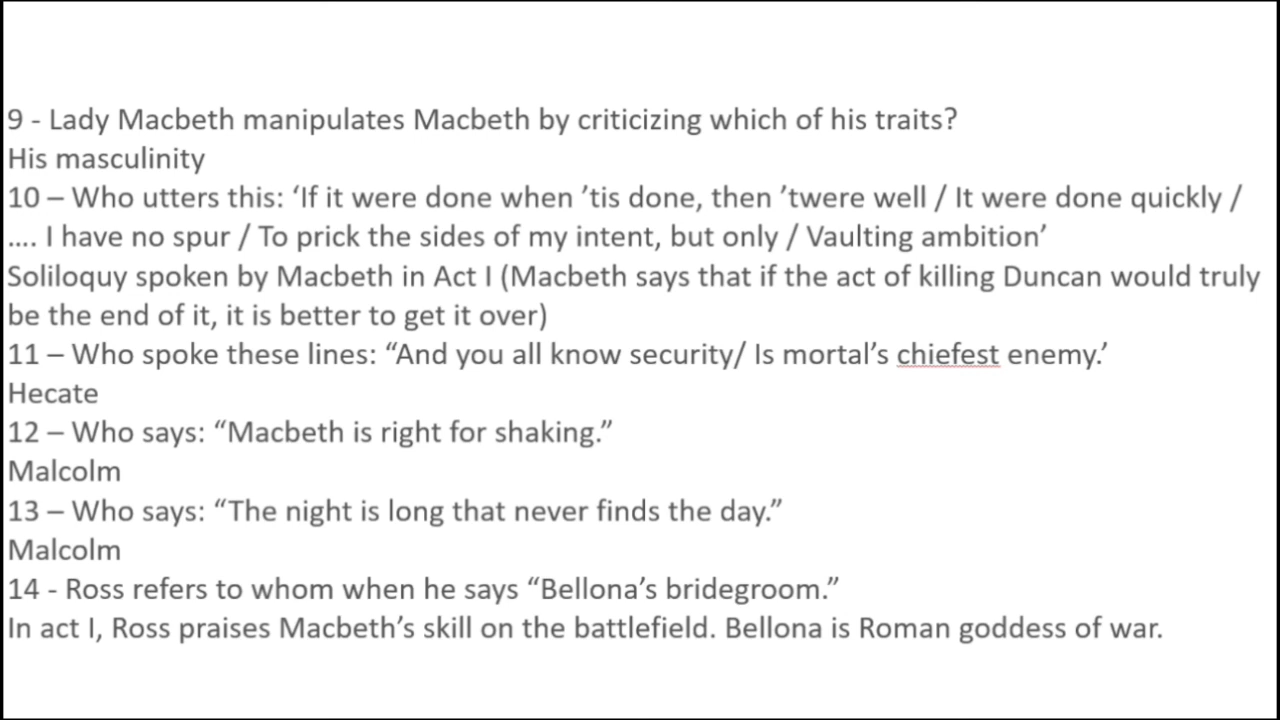 9 - Lady Macbeth manipulates Macbeth by criticizing which of his traits?
His masculinity
10 – Who utters this: ‘If it were done when ’tis done, then ’twere well / It were done quickly /
.... I have no spur / To prick the sides of my intent, but only / Vaulting ambition’
Soliloquy spoken by Macbeth in Act I (Macbeth says that if the act of killing Duncan would truly
be the end of it, it is better to get it over)
11 – Who spoke these lines: “And you all know security/ Is mortal’s chiefest enemy.’
Hecate
12 – Who says: “Macbeth is right for shaking.”
Malcolm
13 – Who says: “The night is long that never finds the day.”
Malcolm
14 - Ross refers to whom when he says “Bellona’s bridegroom.”
In act I, Ross praises Macbeth’s skill on the battlefield. Bellona is Roman goddess of war.